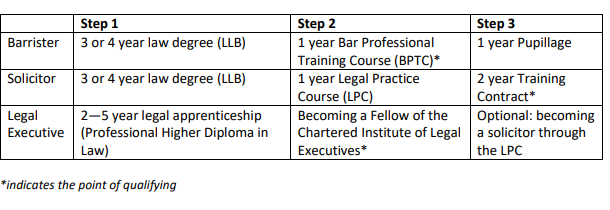 Step 1 Step 2 Step 3
Barrister 3 or 4 year law degree (LLB) 1 year Bar Professional 1 year Pupillage
Training Course (BPTC)*
Solicitor 3 or 4 year law degree (LLB) 1 year Legal Practice 2 year Training
Course (LPC) Contract*
Legal 2—5 year legal apprenticeship Becoming a Fellow of the Optional: becoming
Executive (Professional Higher Diploma in Chartered Institute of Legal a solicitor through
Law) Executives* the LPC
*indicates the point of qualifying